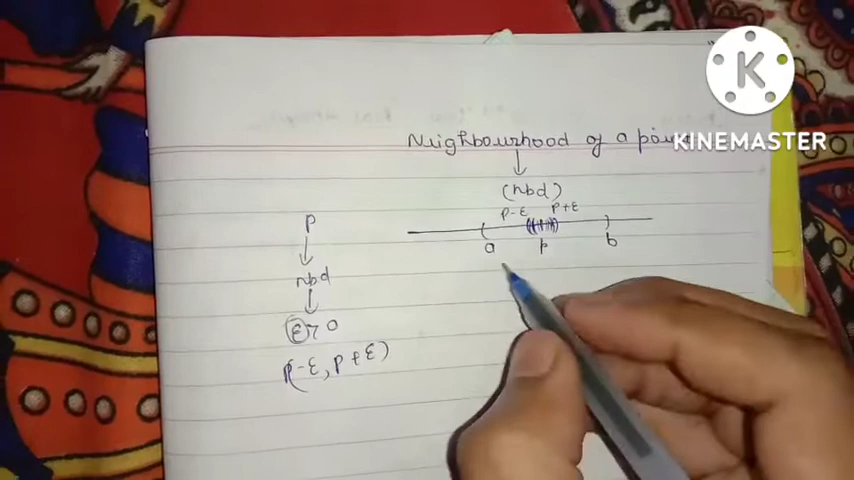 K
KINEMASTER
Neighbourhood of a point
(nbd)
p-ε p+ε
a p b
p
nbd
ε>0
(p-ε, p+ε)